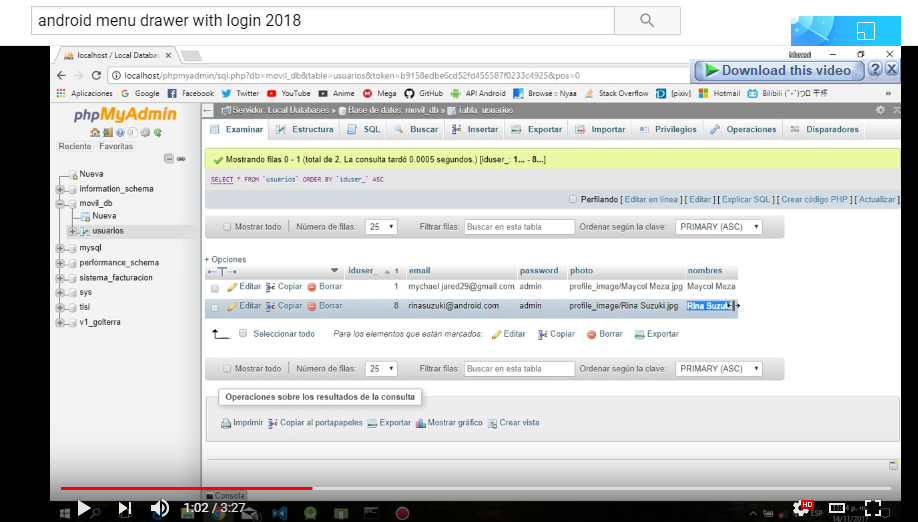 android menu drawer with login 2018
localhost / Local Databas
localhost/phpmyadmin/sql.php?db=movil_db&table=usuarios&token=b9158edbe6cd52fd455587f0233c4925&pos=0
Download this video ? X
Aplicaciones Google Facebook Twitter YouTube Anime Mega GitHub API Android Browse :: Nyaa Stack Overflow [pixiv] Hotmail Bilibili (゜-゜)つロ 干杯 »
phpMyAdmin
Reciente Favoritas
Nueva
information_schema
movil_db
Nueva
usuarios
mysql
performance_schema
sistema_facturacion
sys
tisi
v1_golterra
Servidor: Local Databases » Base de datos: movil_db » Tabla: usuarios
Examinar Estructura SQL Buscar Insertar Exportar Importar Privilegios Operaciones Disparadores
Mostrando filas 0 - 1 (total de 2, La consulta tardó 0.0005 segundos.) [iduser_: 1... - 8...]
SELECT * FROM `usuarios` ORDER BY `iduser_` ASC
Perfilando [ Editar en línea ] [ Editar ] [ Explicar SQL ] [ Crear código PHP ] [ Actualizar ]
Mostrar todo Número de filas: 25 Filtrar filas: Buscar en esta tabla Ordenar según la clave: PRIMARY (ASC)
+ Opciones
←T→ iduser_ 1 email password photo nombres
Editar Copiar Borrar 1 mychael.jared29@gmail.com admin profile_image/Maycol Meza.jpg Maycol Meza
Editar Copiar Borrar 8 rinasuzuki@android.com admin profile_image/Rina Suzuki.jpg Rina Suzuki
Seleccionar todo Para los elementos que están marcados: Editar Copiar Borrar Exportar
Mostrar todo Número de filas: 25 Filtrar filas: Buscar en esta tabla Ordenar según la clave: PRIMARY (ASC)
Operaciones sobre los resultados de la consulta
Imprimir Copiar al portapapeles Exportar Mostrar gráfico Crear vista
Consola
1:02 / 3:27 HD
ESP